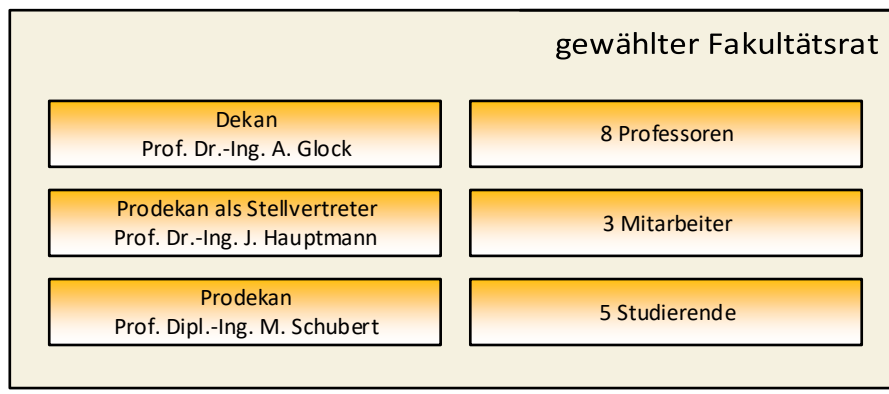 gewählter Fakultätsrat
Dekan
Prof. Dr.-Ing. A. Glock
8 Professoren
Prodekan als Stellvertreter
Prof. Dr.-Ing. J. Hauptmann
3 Mitarbeiter
Prodekan
Prof. Dipl.-Ing. M. Schubert
5 Studierende